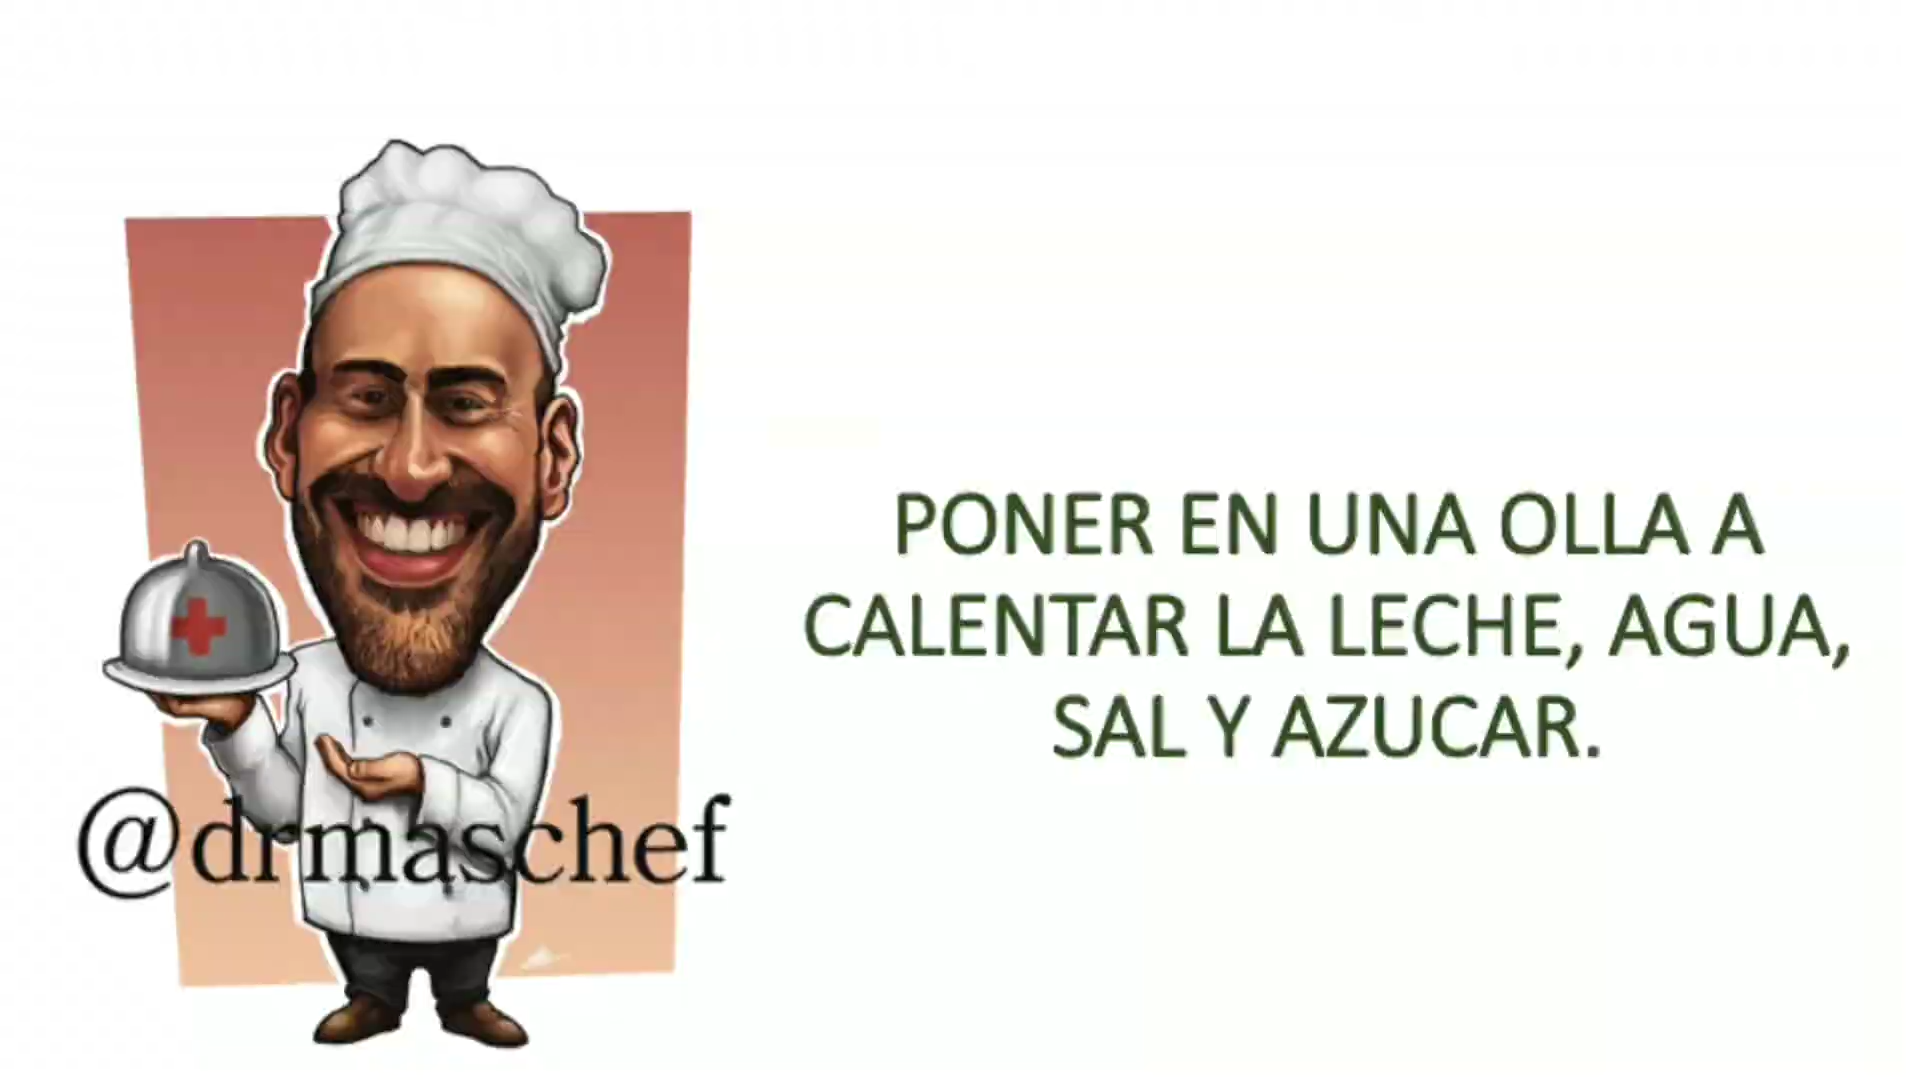 PONER EN UNA OLLA A
CALENTAR LA LECHE, AGUA,
SAL Y AZUCAR.
@drmaschef